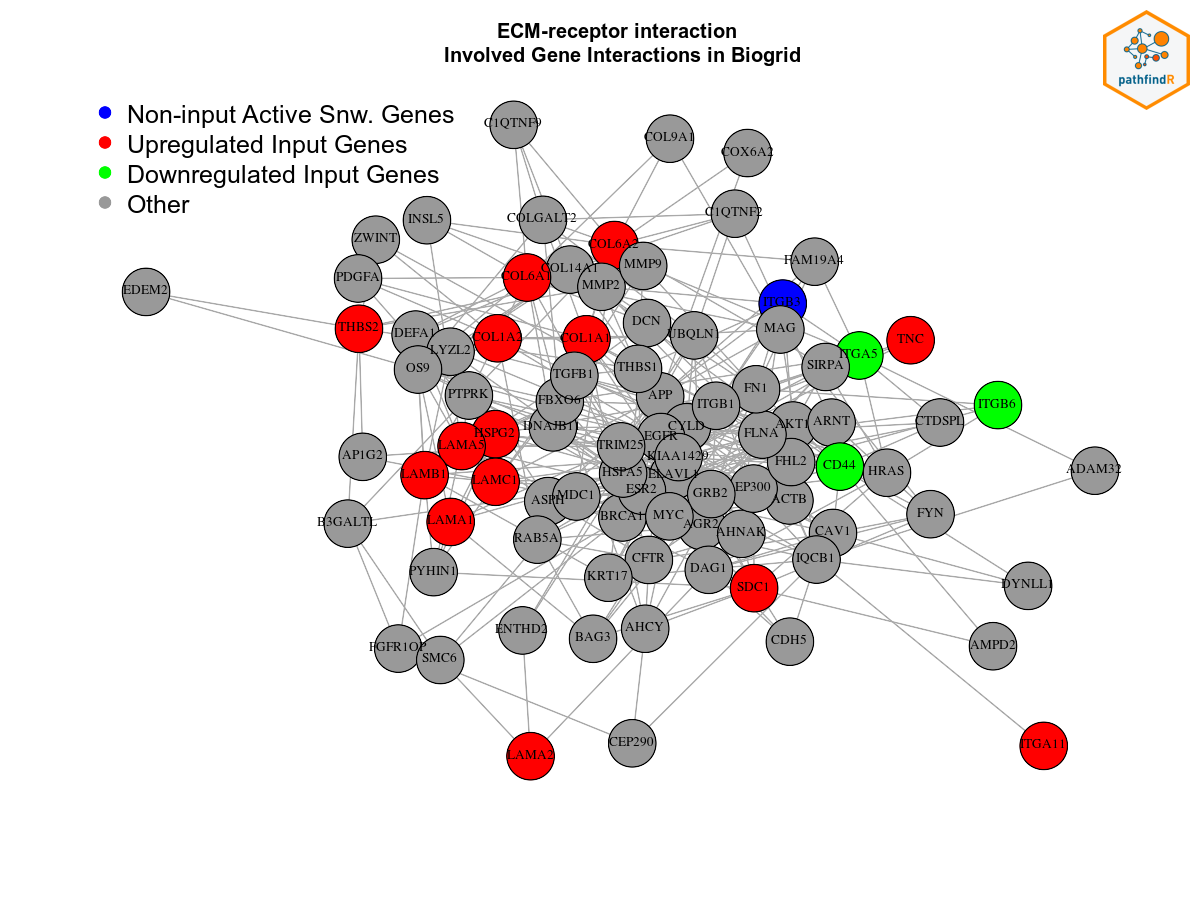 ECM-receptor interaction
Involved Gene Interactions in Biogrid
pathfindR
Non-input Active Snw. Genes
Upregulated Input Genes
Downregulated Input Genes
Other
C1QTNF9
COL9A1
COX6A2
C1QTNF2
INSL5
COLGALT2
ZWINT
COL6A2
FAM19A4
PDGFA
COL6A1
COL14A1
MMP9
MMP2
EDEM2
ITGB3
THBS2
DEFA1
COL1A2
COL1A1
DCN
UBQLN
MAG
TNC
LYZL2
ITGA5
OS9
TGFB1
THBS1
SIRPA
PTPRK
FBXO6
APP
FN1
ITGB1
ITGB6
DNAJB11
CYLD
AKT1
ARNT
CTDSPL
HSPG2
LAMA5
EGFR
FLNA
TRIM25
KIAA1429
AP1G2
LAMB1
LAMC1
HSPA5
ELAVL1
FHL2
CD44
HRAS
ADAM32
ASPH
MDC1
ESR2
GRB2
EP300
ACTB
B3GALTL
LAMA1
BRCA1
MYC
AGR2
AHNAK
CAV1
FYN
RAB5A
PYHIN1
KRT17
CFTR
DAG1
IQCB1
SDC1
DYNLL1
FGFR1OP
SMC6
ENTHD2
BAG3
AHCY
CDH5
AMPD2
LAMA2
CEP290
ITGA11